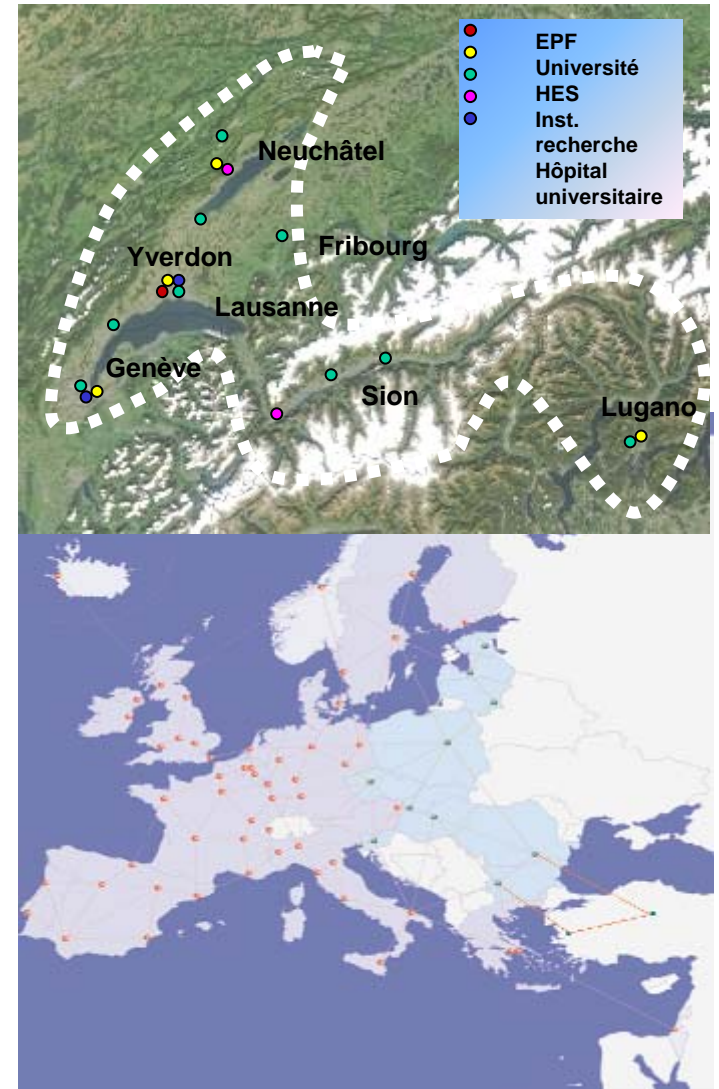 EPF
Université
HES
Inst.
recherche
Hôpital
universitaire
Neuchâtel
Fribourg
Yverdon
Lausanne
Genève
Sion
Lugano